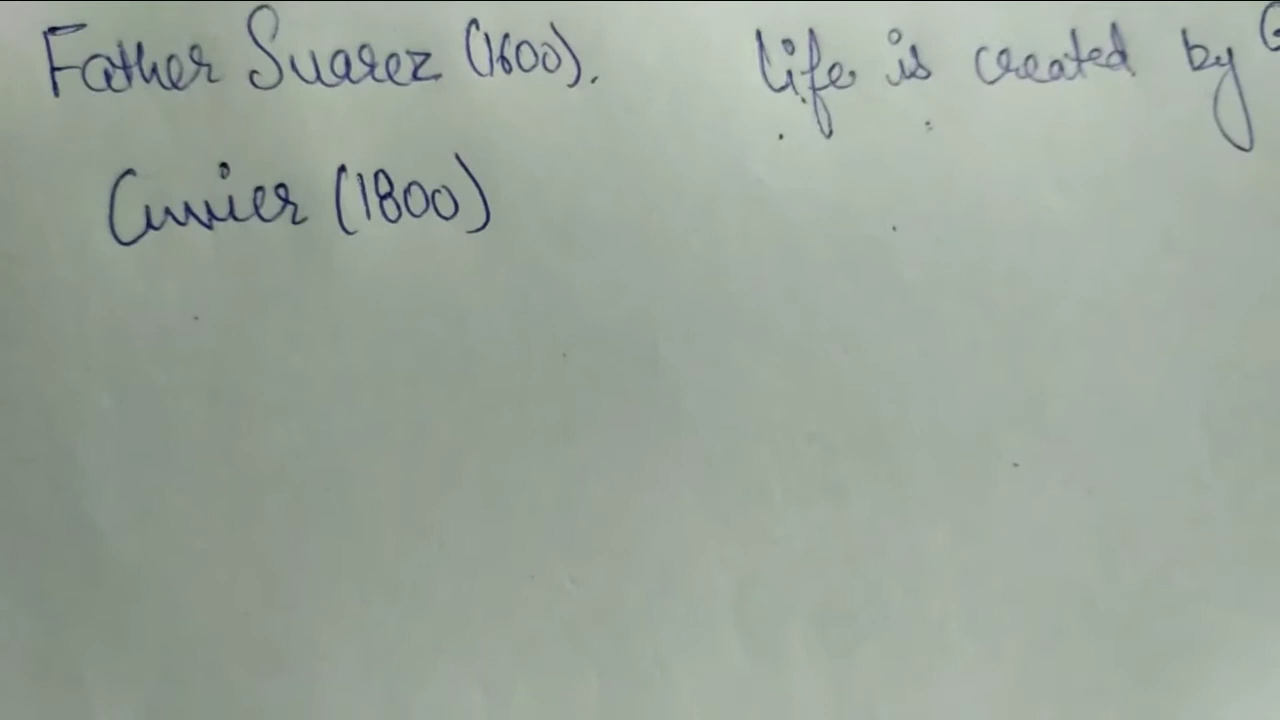 Father Suarez (1600). Life is created by G
Cuvier (1800)